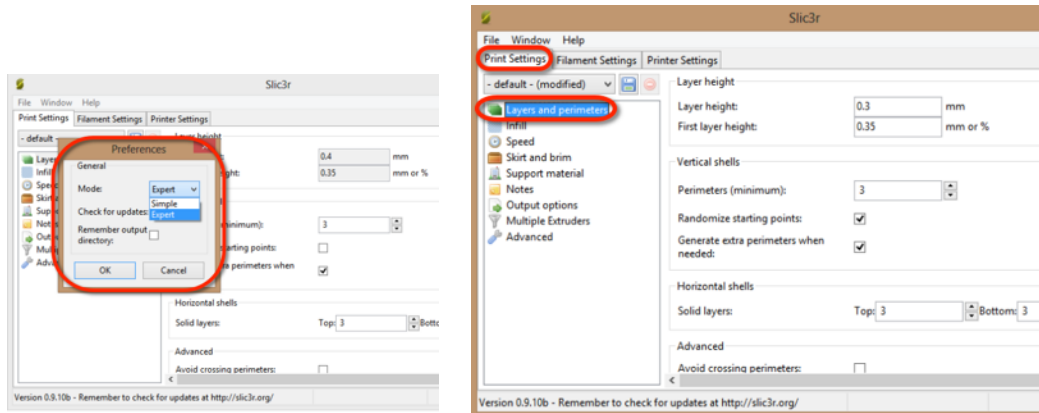 Slic3r
File Window Help
Print Settings Filament Settings Printer Settings
- default -
Layer height
Preferences
General
Mode: Expert
Simple
Expert
Check for updates:
Remember output
directory:
OK Cancel
0.4 mm
0.35 mm or %
3
Horizontal shells
Solid layers: Top: 3
Advanced
Avoid crossing perimeters:
Version 0.9.10b - Remember to check for updates at http://slic3r.org/
Slic3r
File Window Help
Print Settings Filament Settings Printer Settings
- default - (modified)
Layers and perimeters
Infill
Speed
Skirt and brim
Support material
Notes
Output options
Multiple Extruders
Advanced
Layer height
Layer height: 0.3 mm
First layer height: 0.35 mm or %
Vertical shells
Perimeters (minimum): 3
Randomize starting points:
Generate extra perimeters when
needed:
Horizontal shells
Solid layers: Top: 3 Bottom: 3
Advanced
Avoid crossing perimeters:
Version 0.9.10b - Remember to check for updates at http://slic3r.org/